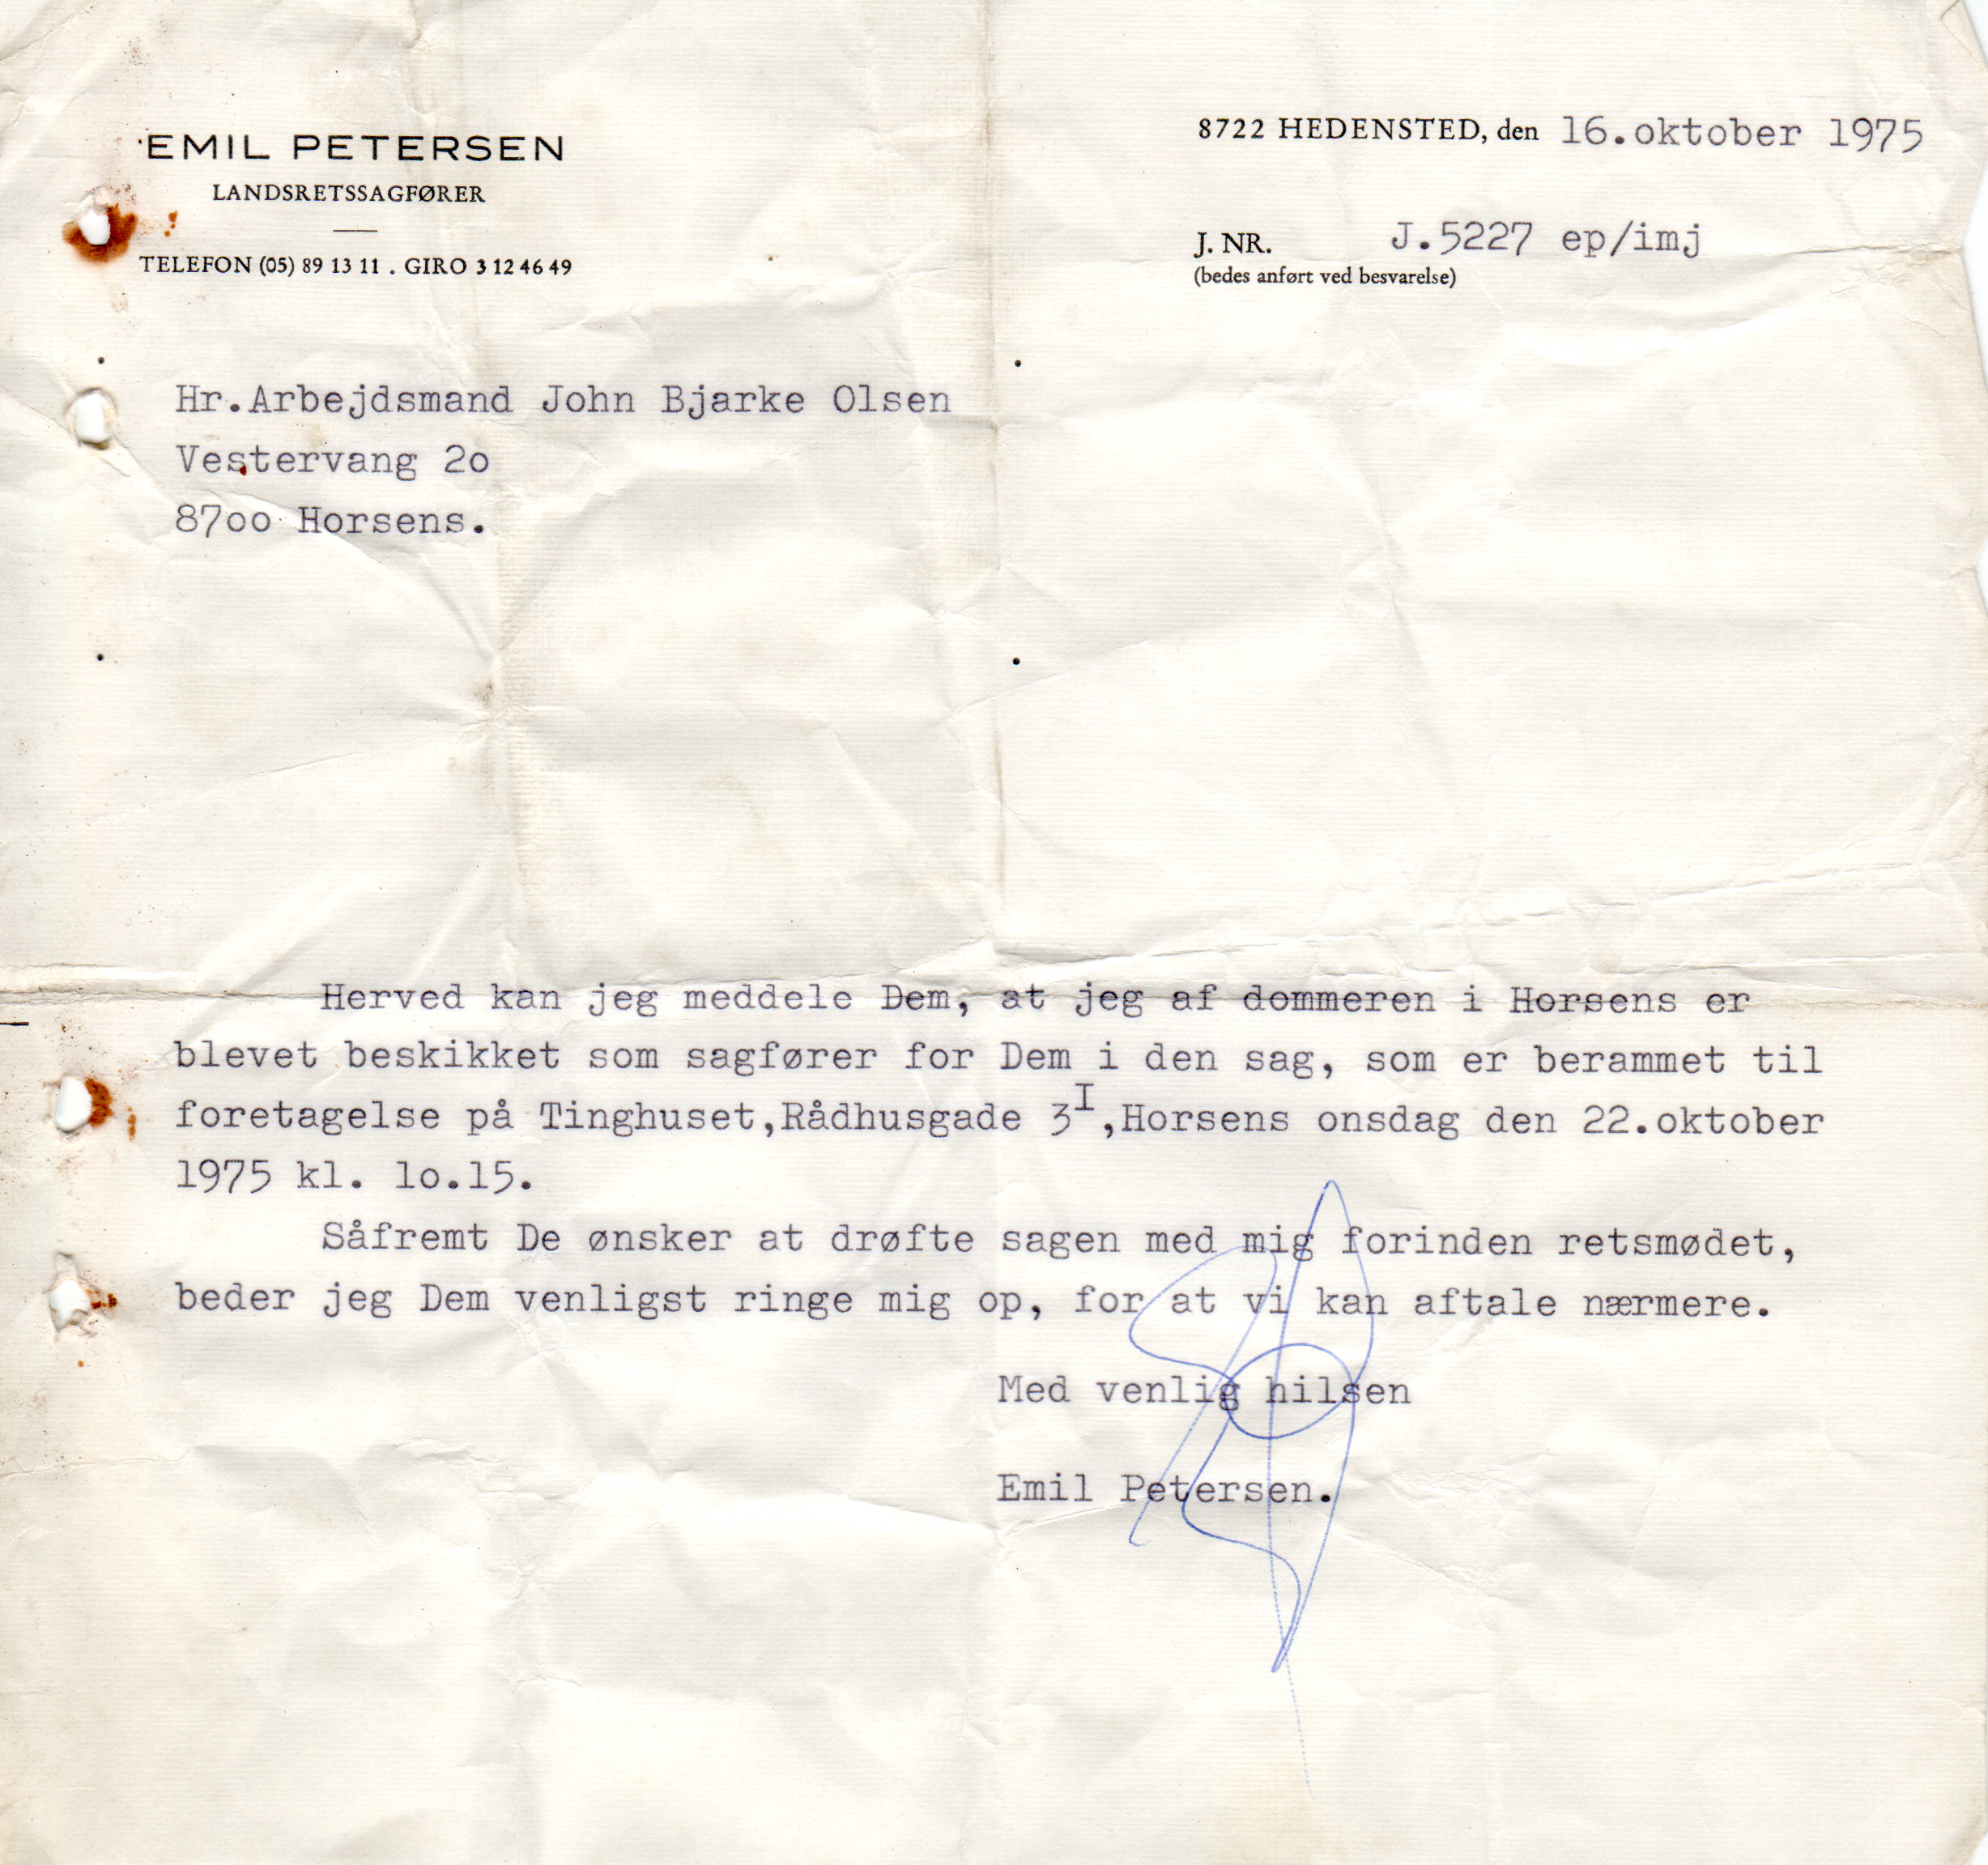 EMIL PETERSEN
LANDSRETSSAGFØRER
TELEFON (05) 89 13 11 . GIRO 3 12 46 49
8722 HEDENSTED, den 16.oktober 1975
J. NR. J.5227 ep/imj
(bedes anført ved besvarelse)
Hr.Arbejdsmand John Bjarke Olsen
Vestervang 2o
87oo Horsens.
Herved kan jeg meddele Dem, at jeg af dommeren i Horsens er
blevet beskikket som sagfører for Dem i den sag, som er berammet til
foretagelse på Tinghuset,Rådhusgade 3I,Horsens onsdag den 22.oktober
1975 kl. lo.15.
Såfremt De ønsker at drøfte sagen med mig forinden retsmødet,
beder jeg Dem venligst ringe mig op, for at vi kan aftale nærmere.
Med venlig hilsen
Emil Petersen.